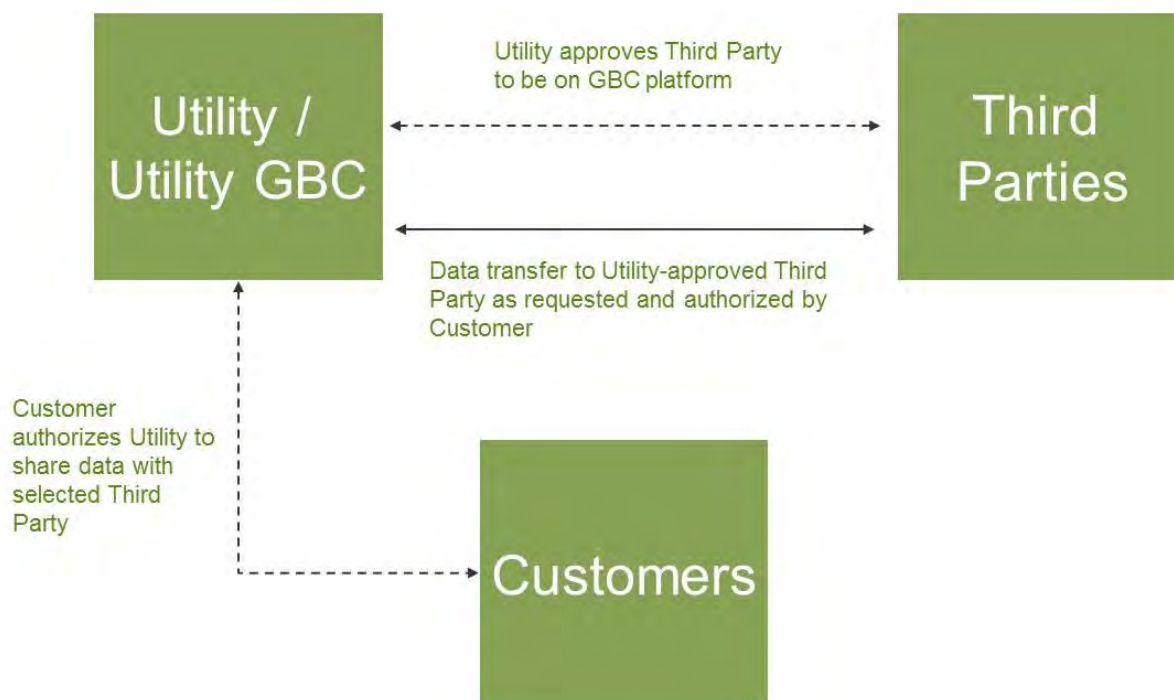 Utility approves Third Party
to be on GBC platform
Utility /
Utility GBC
Third
Parties
Data transfer to Utility-approved Third
Party as requested and authorized by
Customer
Customer
authorizes Utility to
share data with
selected Third
Party
Customers